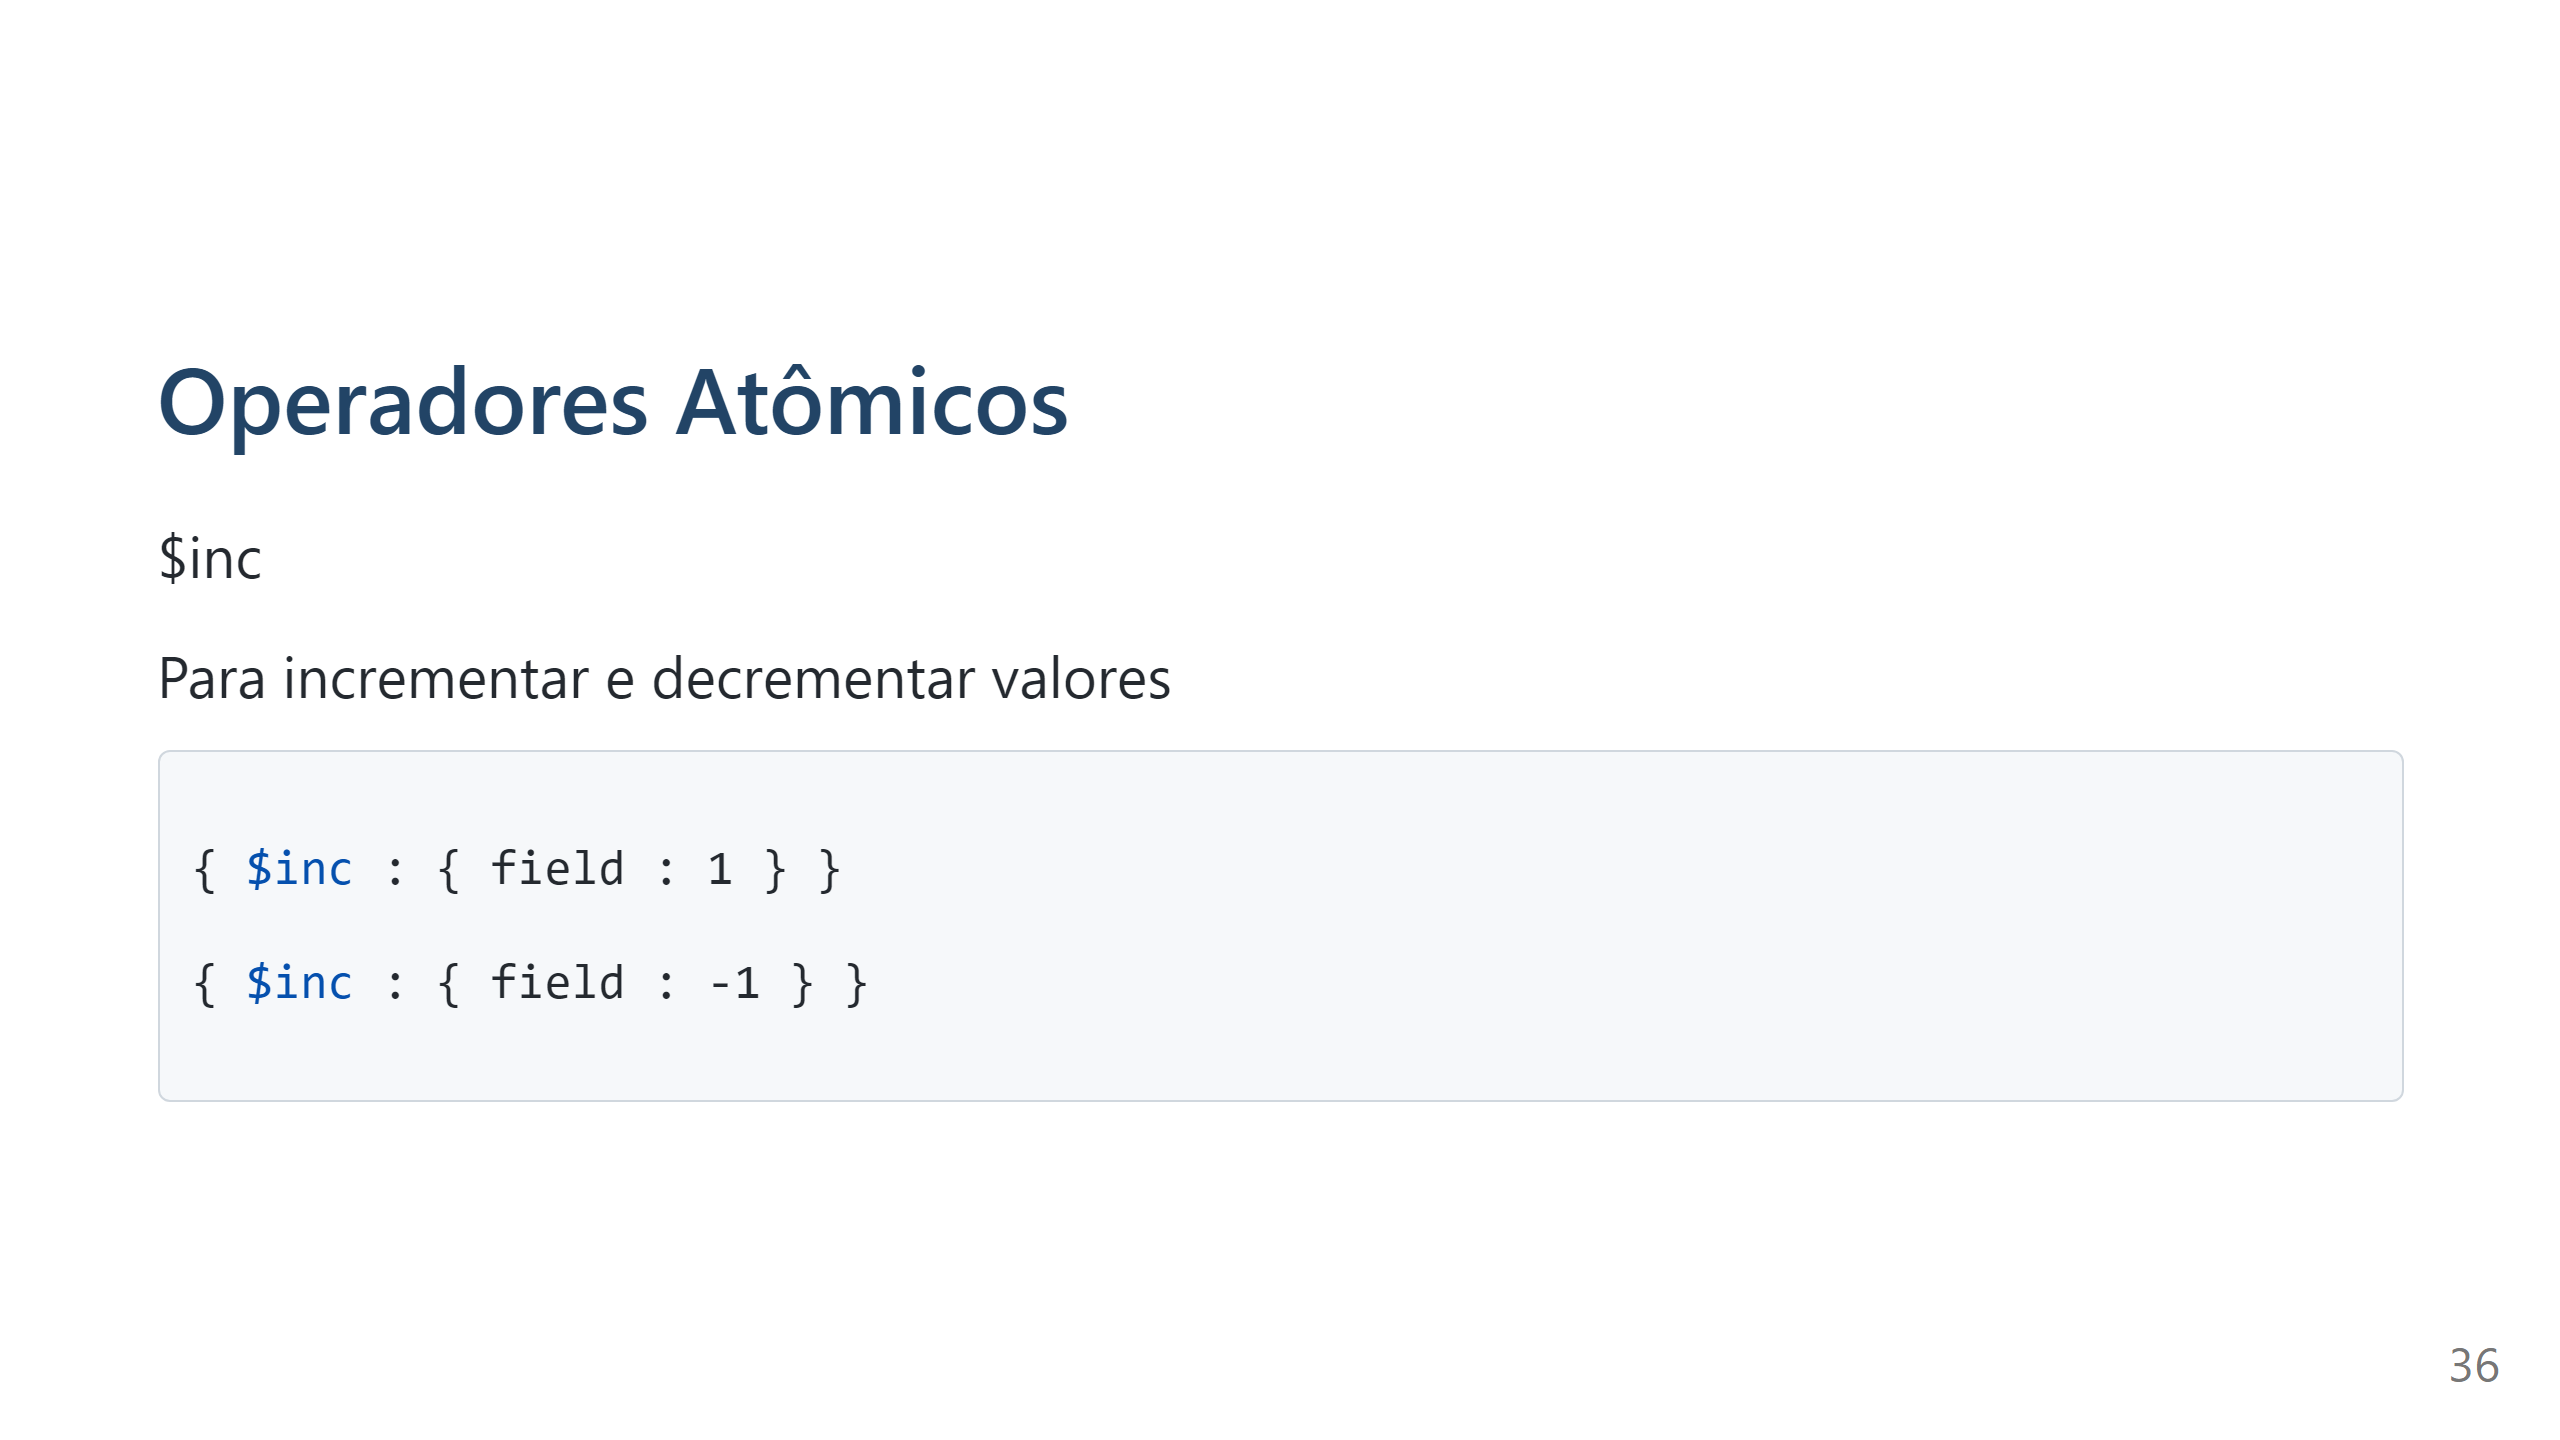 Operadores Atômicos
$inc
Para incrementar e decrementar valores
{ $inc : { field : 1 } }
{ $inc : { field : -1 } }
36